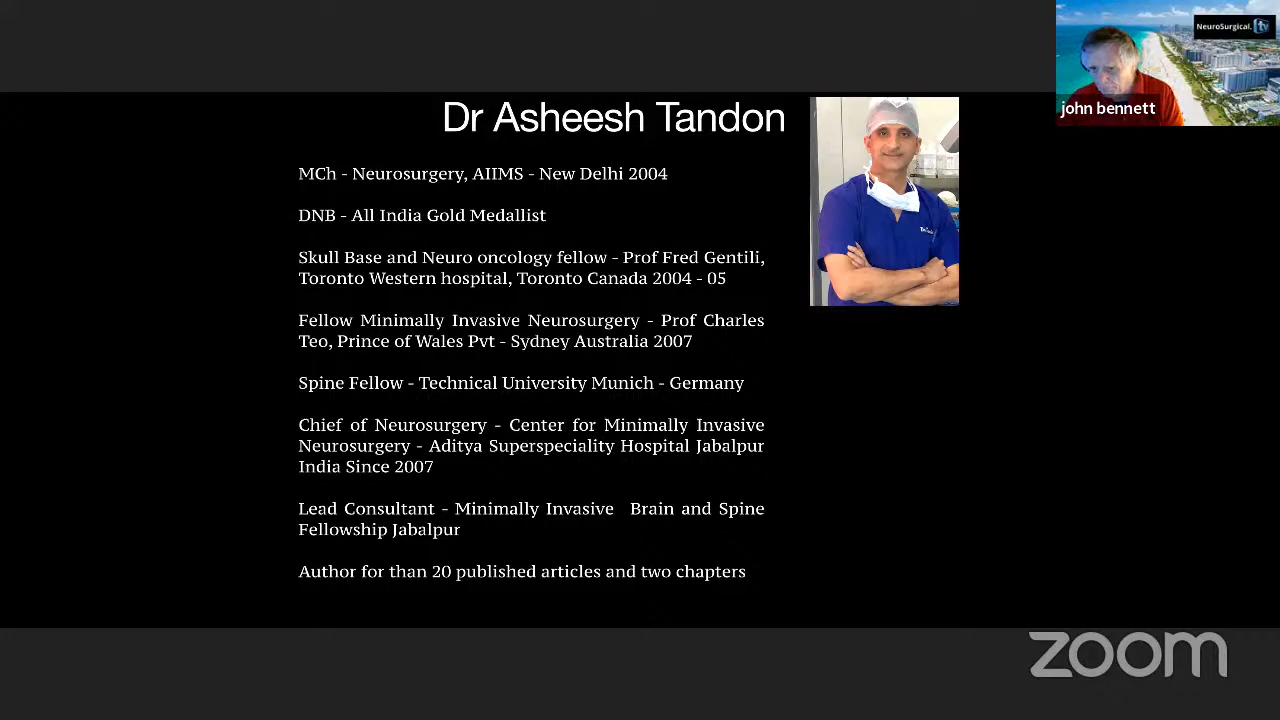 NeuroSurgical.tv
john bennett
Dr Asheesh Tandon
MCh - Neurosurgery, AIIMS - New Delhi 2004
DNB - All India Gold Medallist
Skull Base and Neuro oncology fellow - Prof Fred Gentili,
Toronto Western hospital, Toronto Canada 2004 - 05
Fellow Minimally Invasive Neurosurgery - Prof Charles
Teo, Prince of Wales Pvt - Sydney Australia 2007
Spine Fellow - Technical University Munich - Germany
Chief of Neurosurgery - Center for Minimally Invasive
Neurosurgery - Aditya Superspeciality Hospital Jabalpur
India Since 2007
Lead Consultant - Minimally Invasive Brain and Spine
Fellowship Jabalpur
Author for than 20 published articles and two chapters
zoom